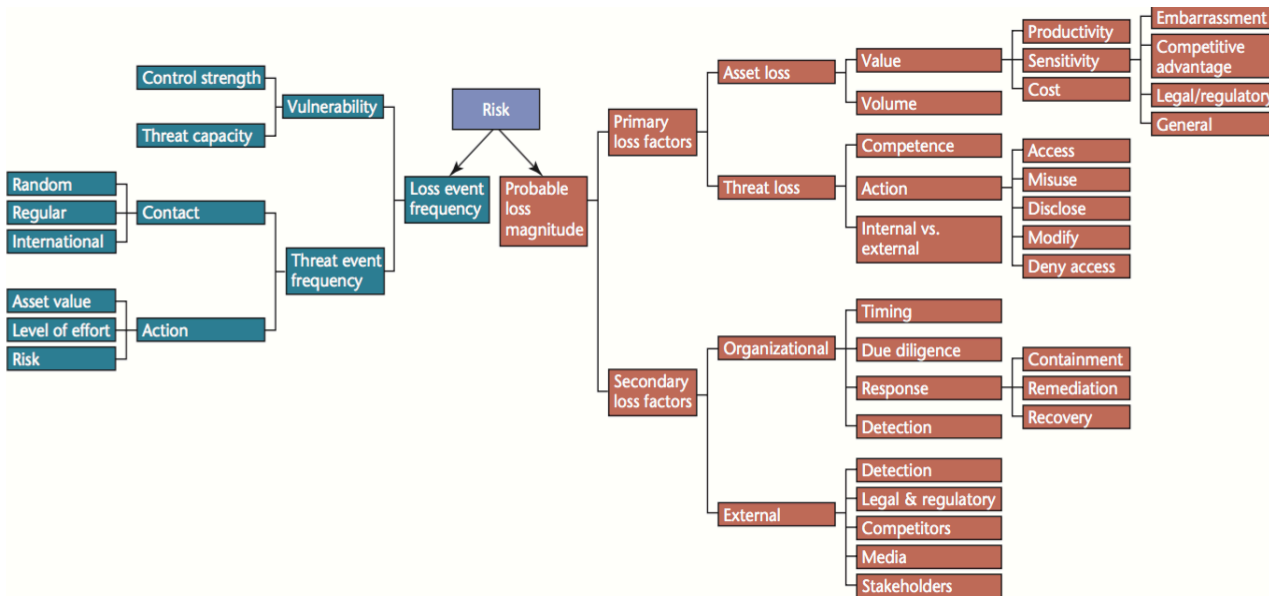 Control strength
Threat capacity
Vulnerability
Random
Regular
International
Contact
Asset value
Level of effort
Risk
Action
Threat event
frequency
Loss event
frequency
Risk
Probable
loss
magnitude
Primary
loss factors
Asset loss
Value
Volume
Productivity
Sensitivity
Cost
Embarrassment
Competitive
advantage
Legal/regulatory
General
Threat loss
Competence
Action
Internal vs.
external
Access
Misuse
Disclose
Modify
Deny access
Secondary
loss factors
Organizational
Timing
Due diligence
Response
Detection
Containment
Remediation
Recovery
External
Detection
Legal & regulatory
Competitors
Media
Stakeholders